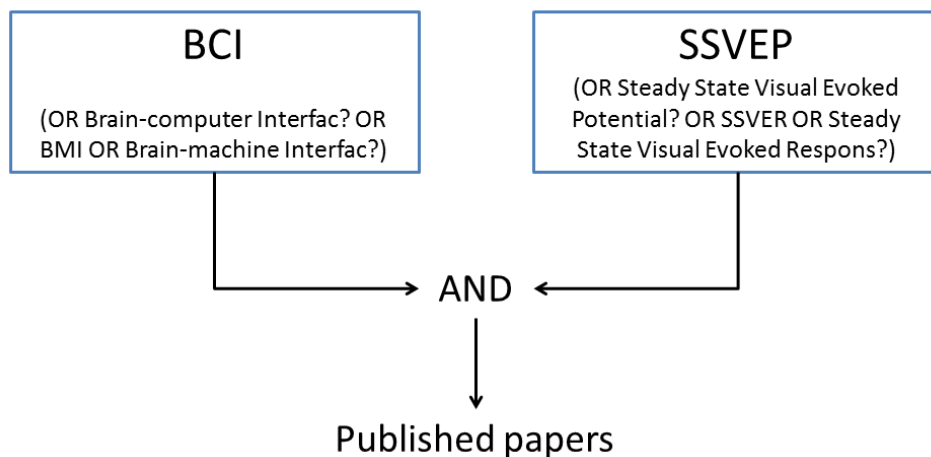 BCI
(OR Brain-computer Interfac? OR
BMI OR Brain-machine Interfac?)
SSVEP
(OR Steady State Visual Evoked
Potential? OR SSVER OR Steady
State Visual Evoked Respons?)
AND
Published papers